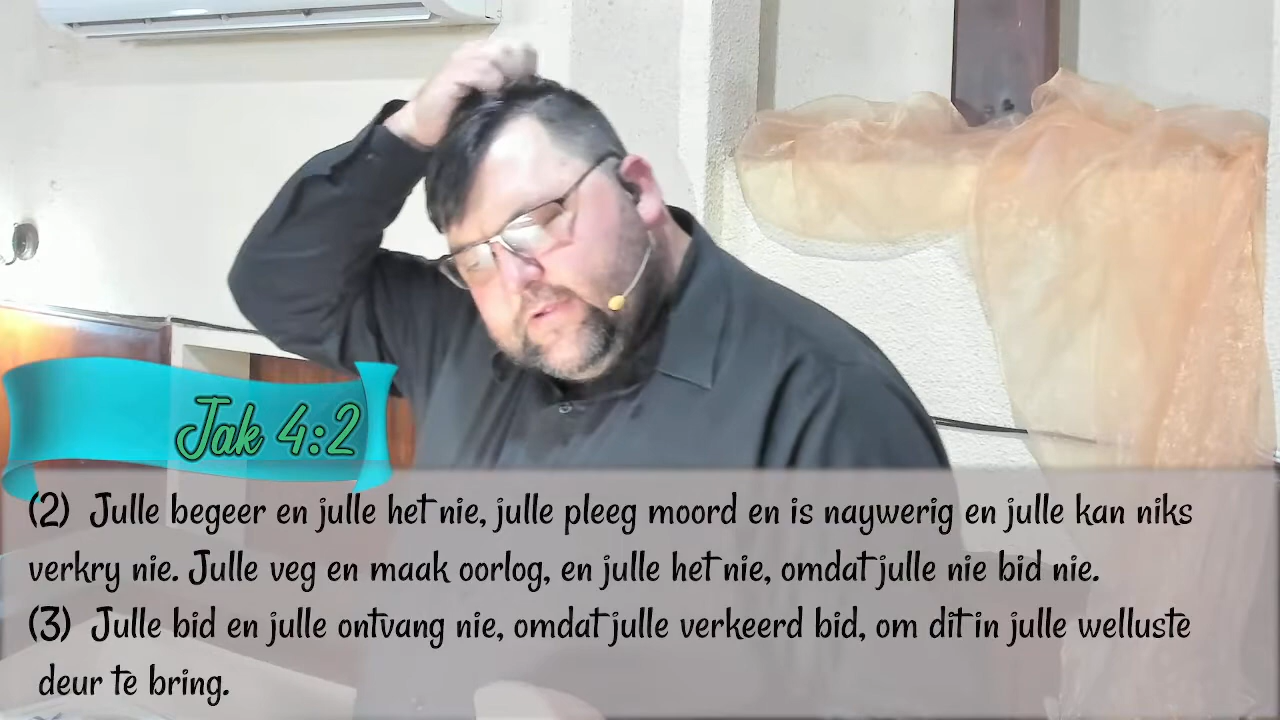 Jak 4:2
(2) Julle begeer en julle het nie, julle pleeg moord en is naywerig en julle kan niks
verkry nie. Julle veg en maak oorlog, en julle het nie, omdat julle nie bid nie.
(3) Julle bid en julle ontvang nie, omdat julle verkeerd bid, om dit in julle welluste
deur te bring.